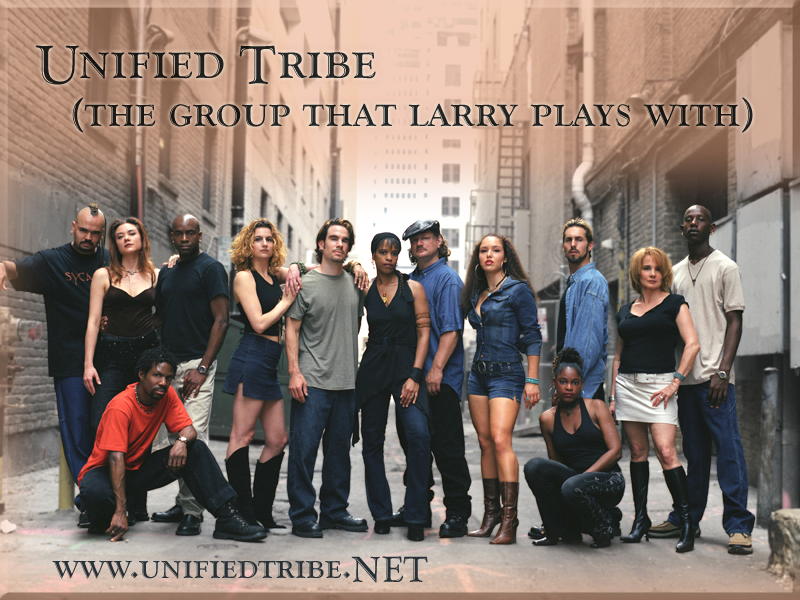 UNIFIED TRIBE
(THE GROUP THAT LARRY PLAYS WITH)
WWW.UNIFIEDTRIBE.NET